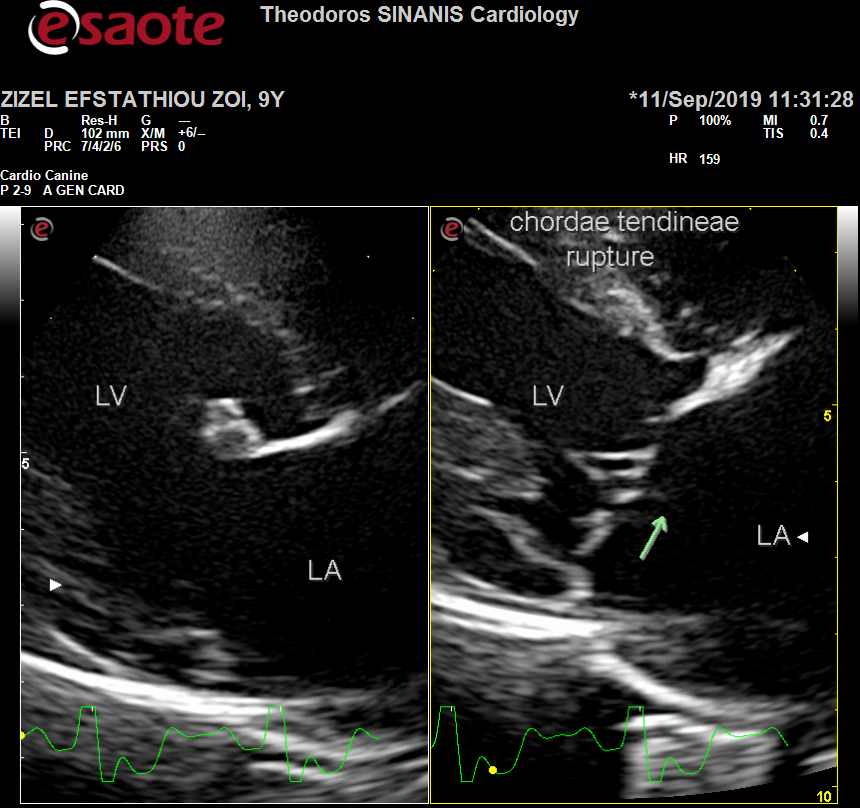 esaote
Theodoros SINANIS Cardiology
ZIZEL EFSTATHIOU ZOI, 9Y
*11/Sep/2019 11:31:28
B Res-H G ---
TEI D 102 mm X/M +6/--
PRC 7/4/2/6 PRS 0
P 100% MI 0.7
TIS 0.4
HR 159
Cardio Canine
P 2-9 A GEN CARD
e
LV
5
LA
e
chordae tendineae
rupture
LV
5
LA
10